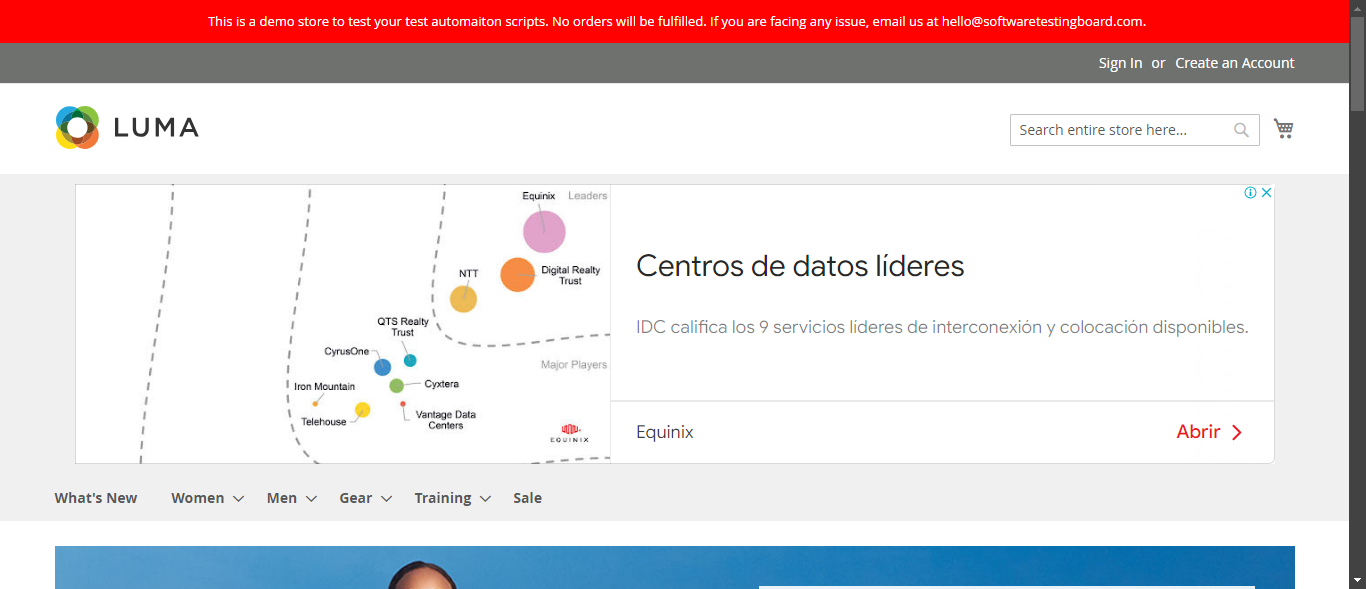 This is a demo store to test your test automaiton scripts. No orders will be fulfilled. If you are facing any issue, email us at hello@softwaretestingboard.com.
Sign In or Create an Account
LUMA
Search entire store here...
Equinix Leaders
NTT
Digital Realty
Trust
QTS Realty
Trust
CyrusOne
Major Players
Iron Mountain
Cyxtera
Telehouse
Vantage Data
Centers
EQUINIX
Centros de datos líderes
IDC califica los 9 servicios líderes de interconexión y colocación disponibles.
Equinix
Abrir
What's New Women Men Gear Training Sale